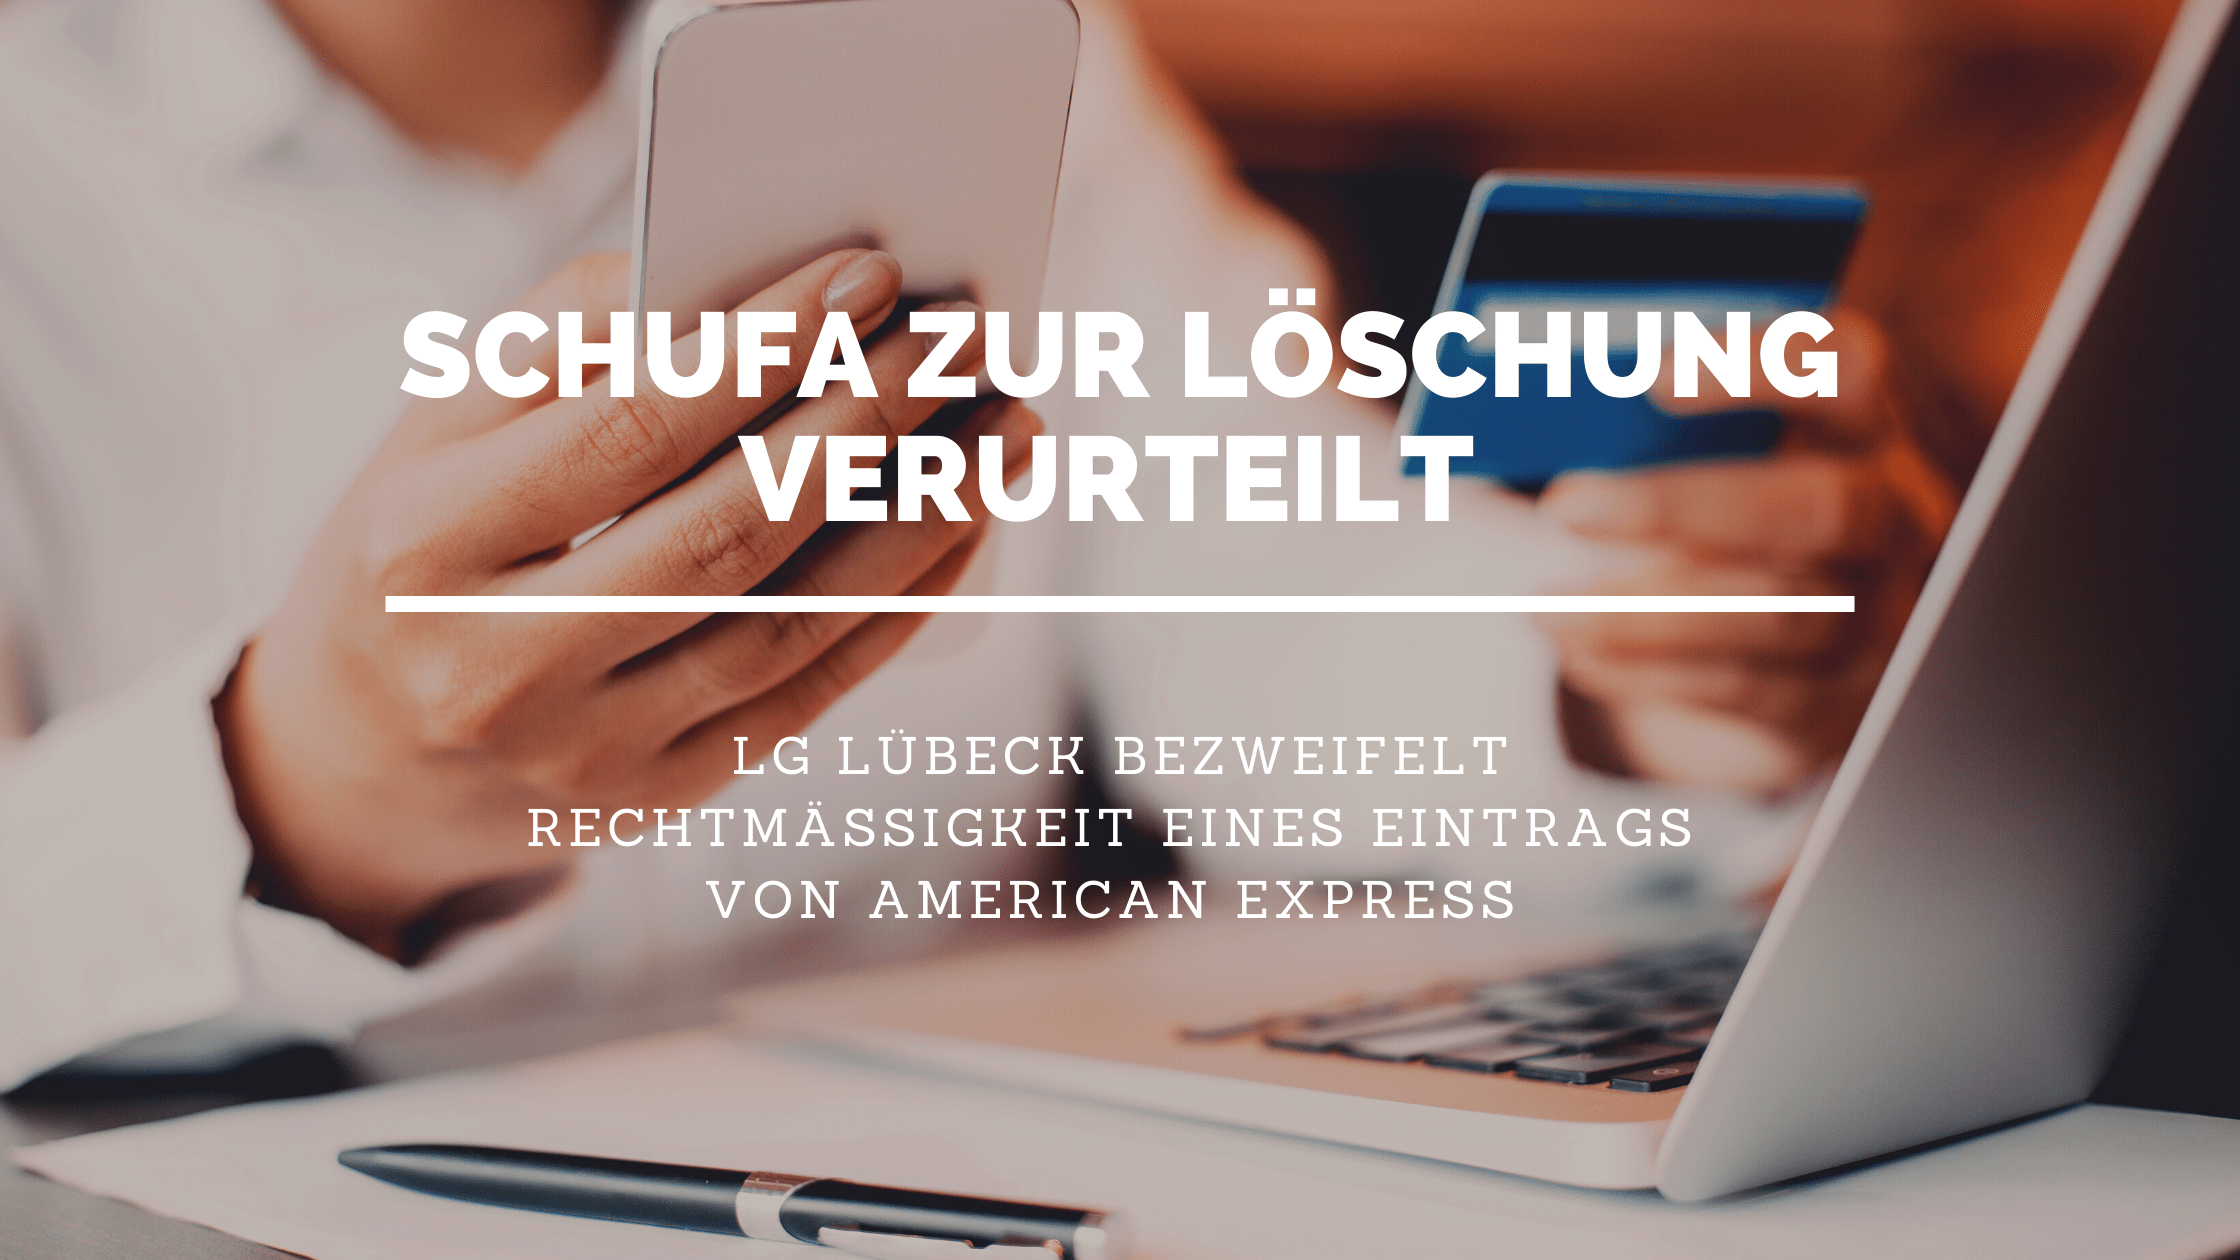 SCHUFA ZUR LÖSCHUNG
VERURTEILT
LG LÜBECK BEZWEIFELT
RECHTMÄSSIGKEIT EINES EINTRAGS
VON AMERICAN EXPRESS